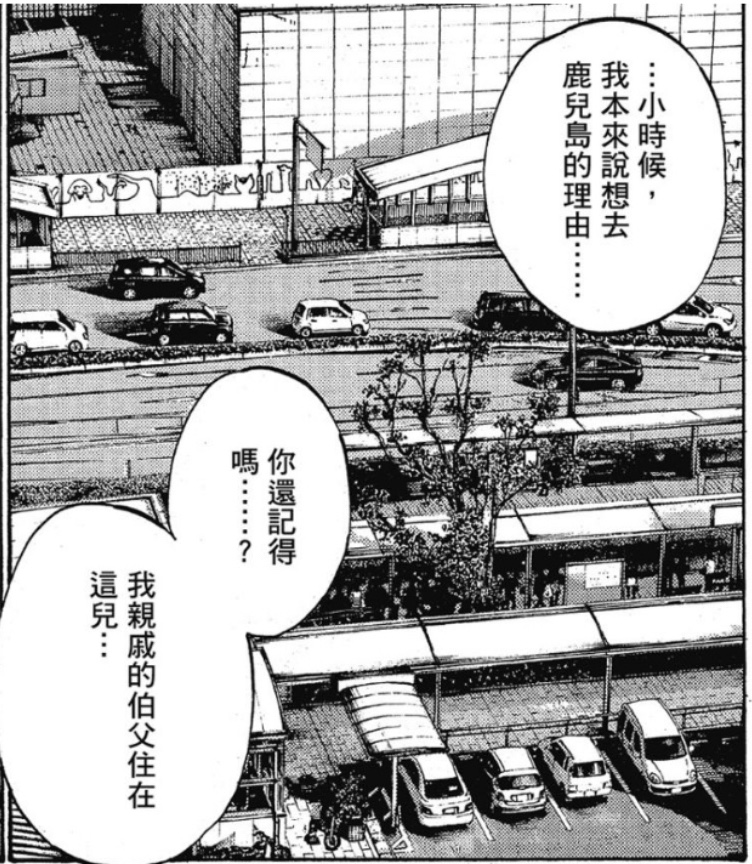 …小時候，
我本來說想去
鹿兒島的理由……
你還記得
嗎……？
我親戚的伯父住在
這兒…